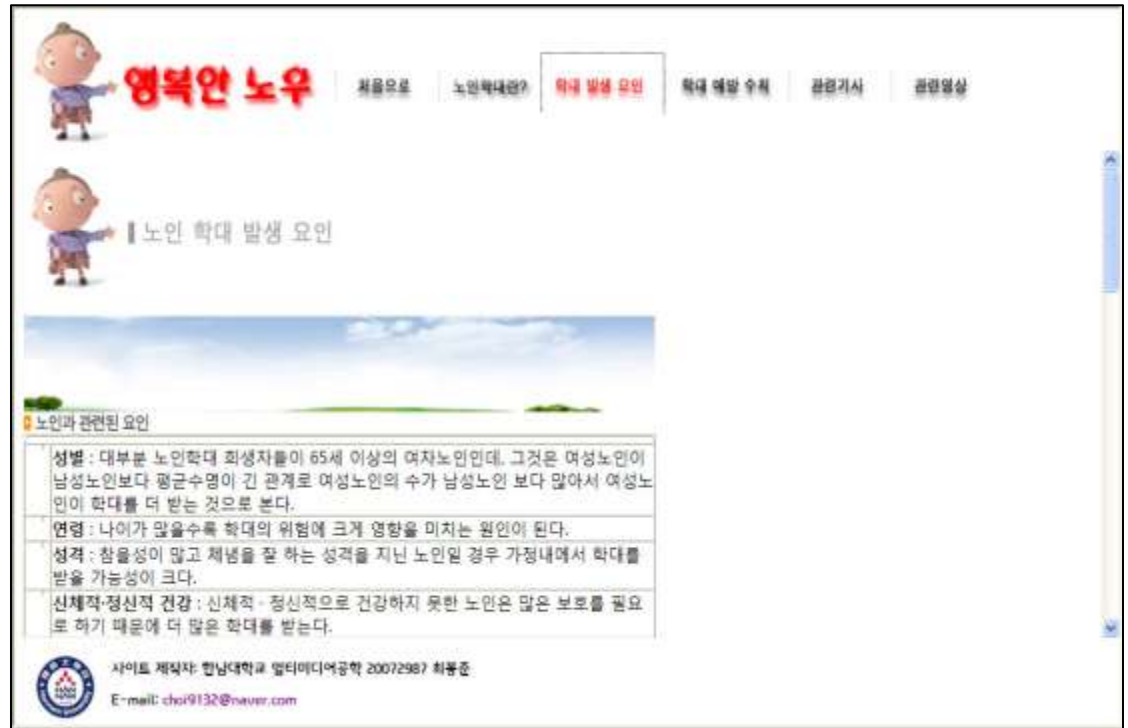 행복한 노후
처음으로 노인학대란? 학대 발생 요인 학대 예방 수칙 관련기사 관련영상
노인 학대 발생 요인
노인과 관련된 요인
성별 : 대부분 노인학대 희생자들이 65세 이상의 여자노인인데, 그것은 여성노인이
남성노인보다 평균수명이 긴 관계로 여성노인의 수가 남성노인 보다 많아서 여성노
인이 학대를 더 받는 것으로 본다.
연령 : 나이가 많을수록 학대의 위험에 크게 영향을 미치는 원인이 된다.
성격 : 참을성이 많고 체념을 잘 하는 성격을 지닌 노인일 경우 가정내에서 학대를
받을 가능성이 크다.
신체적·정신적 건강 : 신체적 · 정신적으로 건강하지 못한 노인은 많은 보호를 필요
로 하기 때문에 더 많은 학대를 받는다.
사이트 제작자: 한남대학교 멀티미디어공학 20072987 최봉준
E-mail: choi9132@naver.com